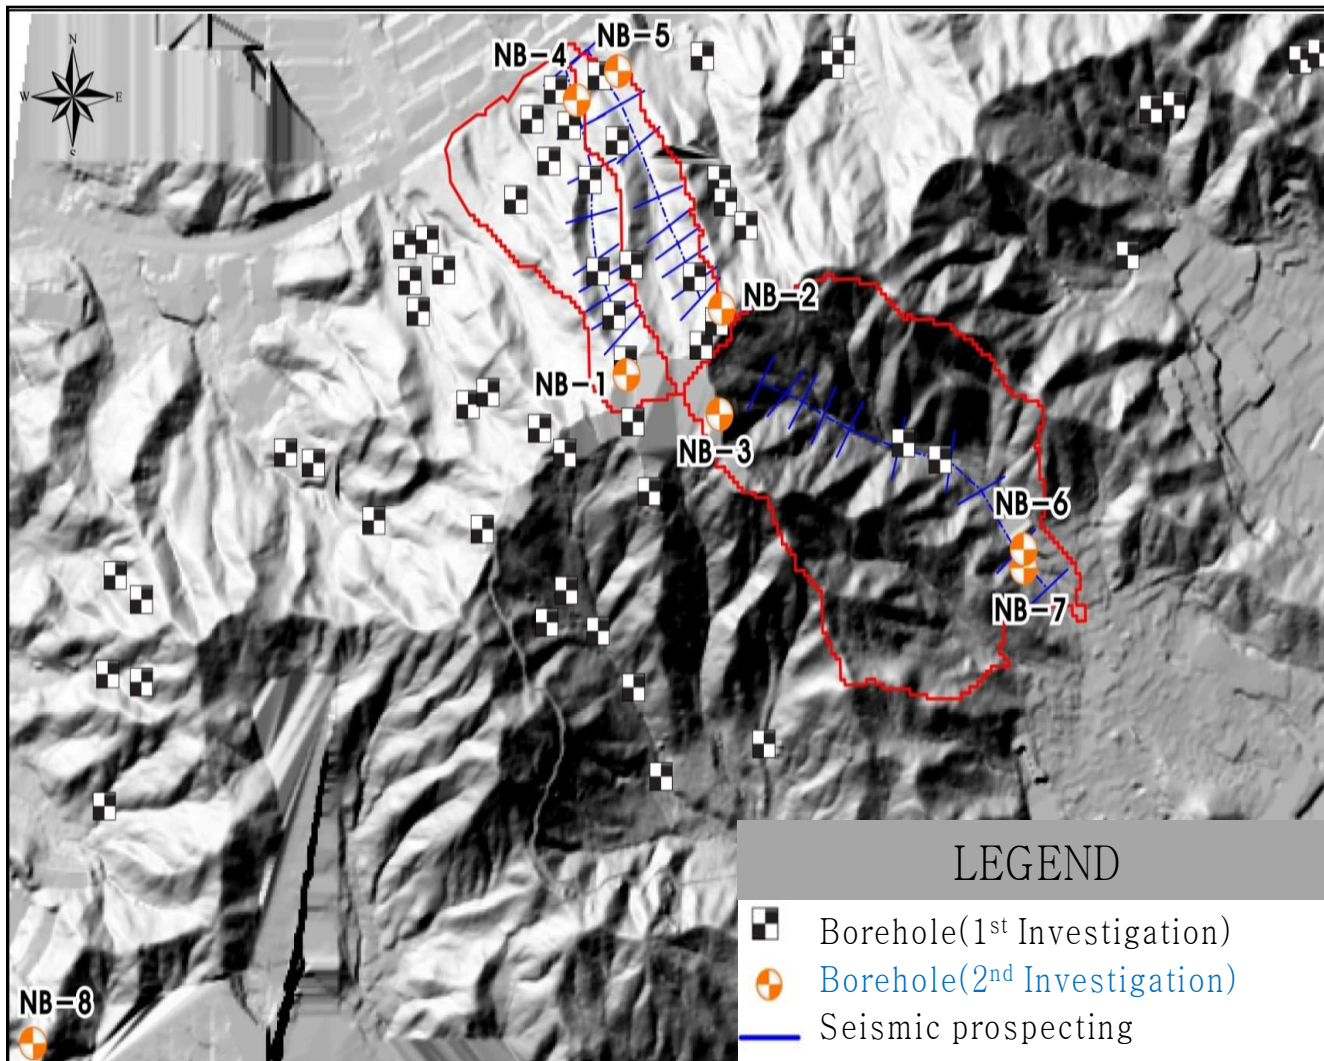 N
W E
S
NB-4
NB-5
NB-2
NB-1
NB-3
NB-6
NB-7
NB-8
LEGEND
Borehole(1st Investigation)
Borehole(2nd Investigation)
Seismic prospecting